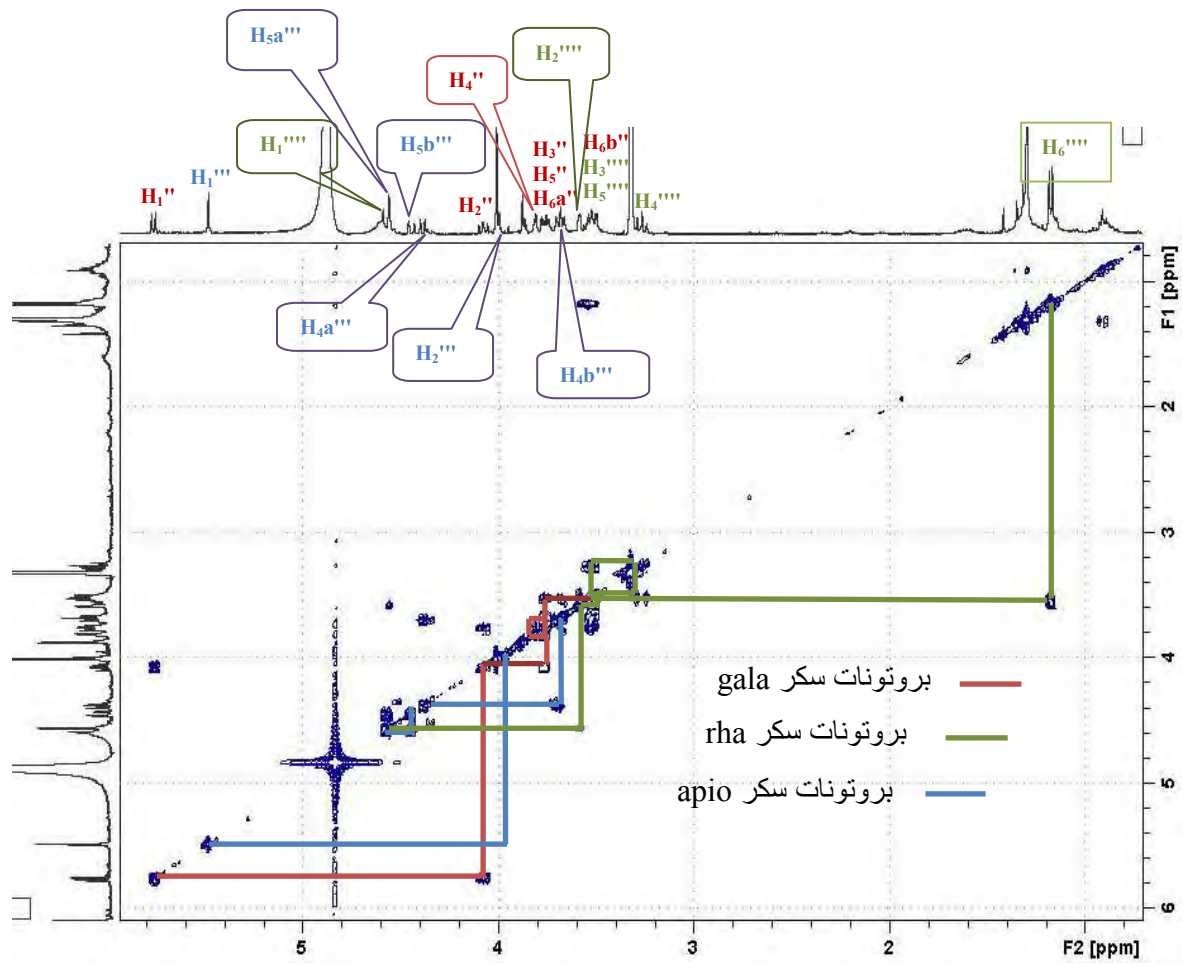 H₅a'''
H₂''''
H₄''
H₁''''
H₅b'''
H₃''
H₅''
H₆a''
H₆b''
H₃''''
H₅''''
H₆''''
H₁''
H₁'''
H₂''
H₄''''
H₄a'''
H₂'''
H₄b'''
F1 [ppm]
2
3
4
5
6
بروتونات سكر gala
بروتونات سكر rha
بروتونات سكر apio
5
4
3
2
F2 [ppm]